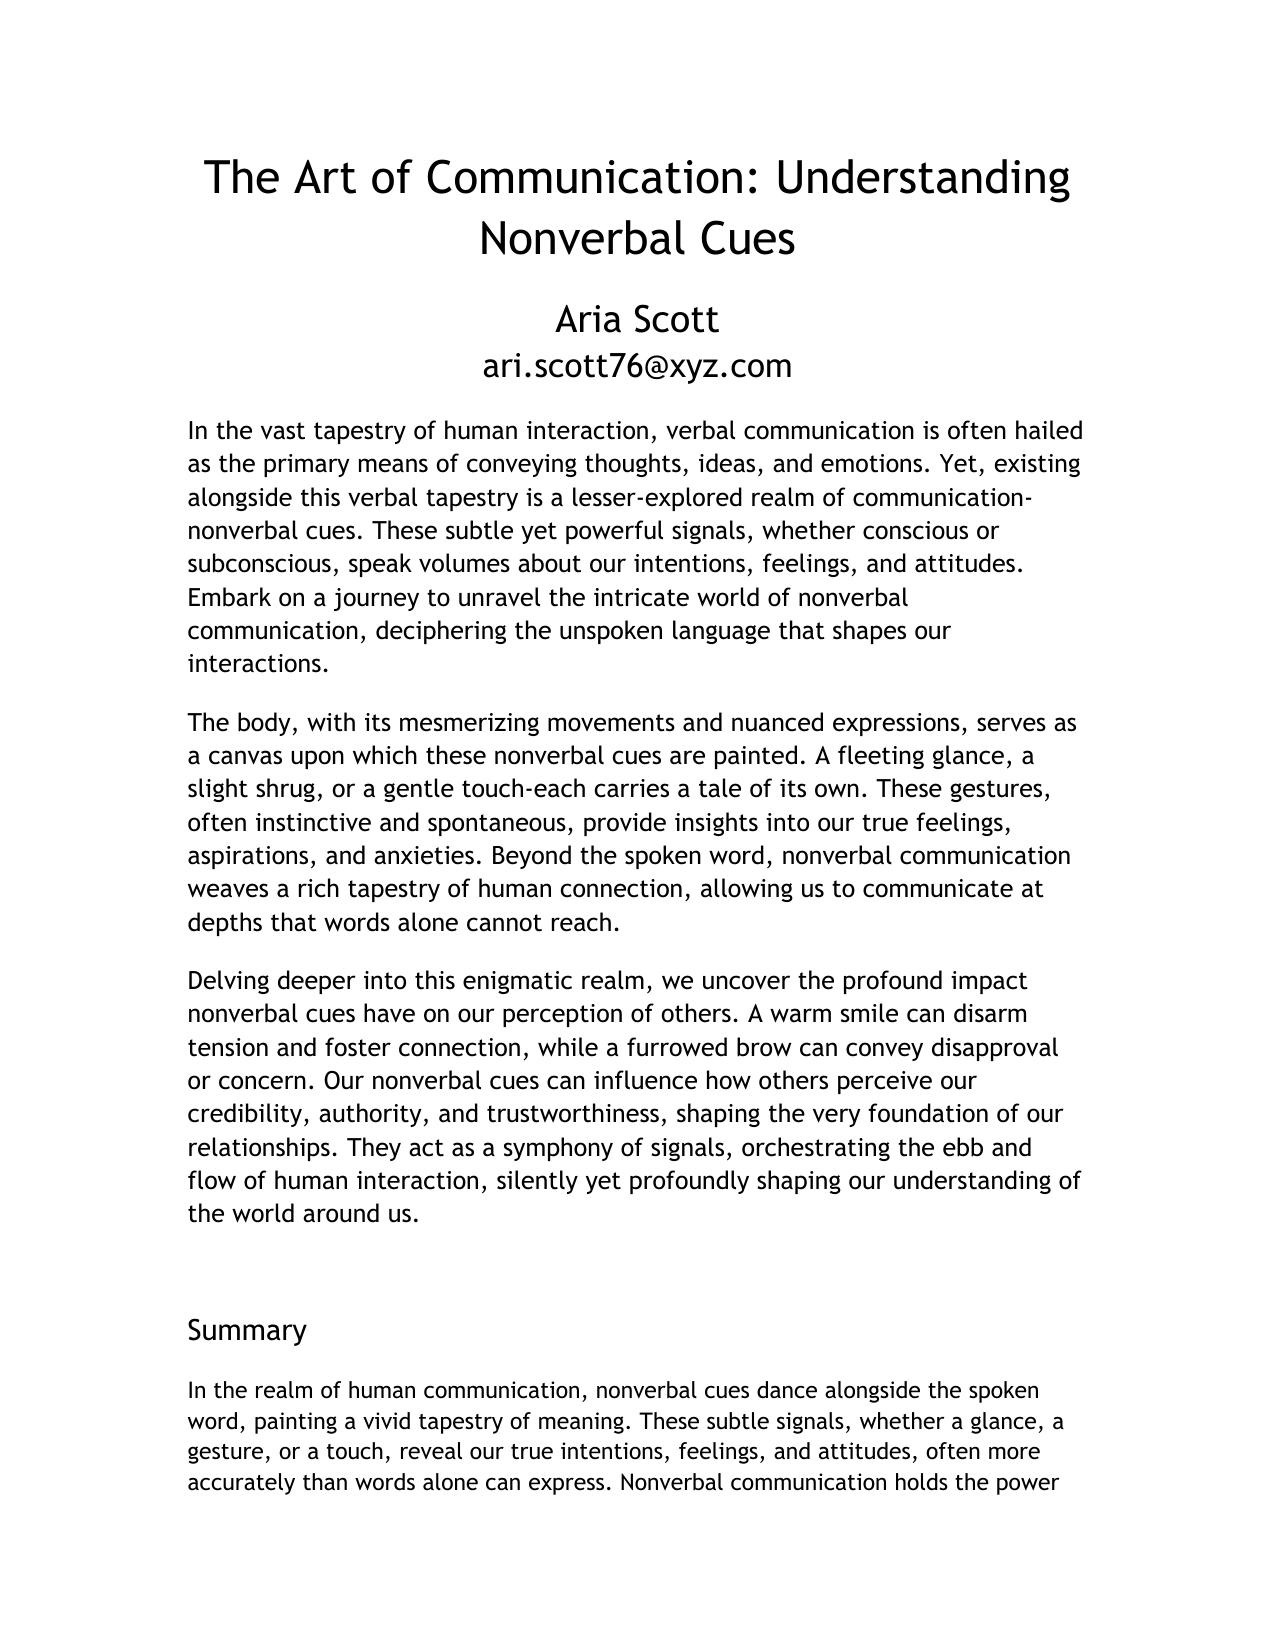 The Art of Communication: Understanding
Nonverbal Cues
Aria Scott
ari.scott76@xyz.com
In the vast tapestry of human interaction, verbal communication is often hailed
as the primary means of conveying thoughts, ideas, and emotions. Yet, existing
alongside this verbal tapestry is a lesser-explored realm of communication-
nonverbal cues. These subtle yet powerful signals, whether conscious or
subconscious, speak volumes about our intentions, feelings, and attitudes.
Embark on a journey to unravel the intricate world of nonverbal
communication, deciphering the unspoken language that shapes our
interactions.
The body, with its mesmerizing movements and nuanced expressions, serves as
a canvas upon which these nonverbal cues are painted. A fleeting glance, a
slight shrug, or a gentle touch-each carries a tale of its own. These gestures,
often instinctive and spontaneous, provide insights into our true feelings,
aspirations, and anxieties. Beyond the spoken word, nonverbal communication
weaves a rich tapestry of human connection, allowing us to communicate at
depths that words alone cannot reach.
Delving deeper into this enigmatic realm, we uncover the profound impact
nonverbal cues have on our perception of others. A warm smile can disarm
tension and foster connection, while a furrowed brow can convey disapproval
or concern. Our nonverbal cues can influence how others perceive our
credibility, authority, and trustworthiness, shaping the very foundation of our
relationships. They act as a symphony of signals, orchestrating the ebb and
flow of human interaction, silently yet profoundly shaping our understanding of
the world around us.
Summary
In the realm of human communication, nonverbal cues dance alongside the spoken
word, painting a vivid tapestry of meaning. These subtle signals, whether a glance, a
gesture, or a touch, reveal our true intentions, feelings, and attitudes, often more
accurately than words alone can express. Nonverbal communication holds the power